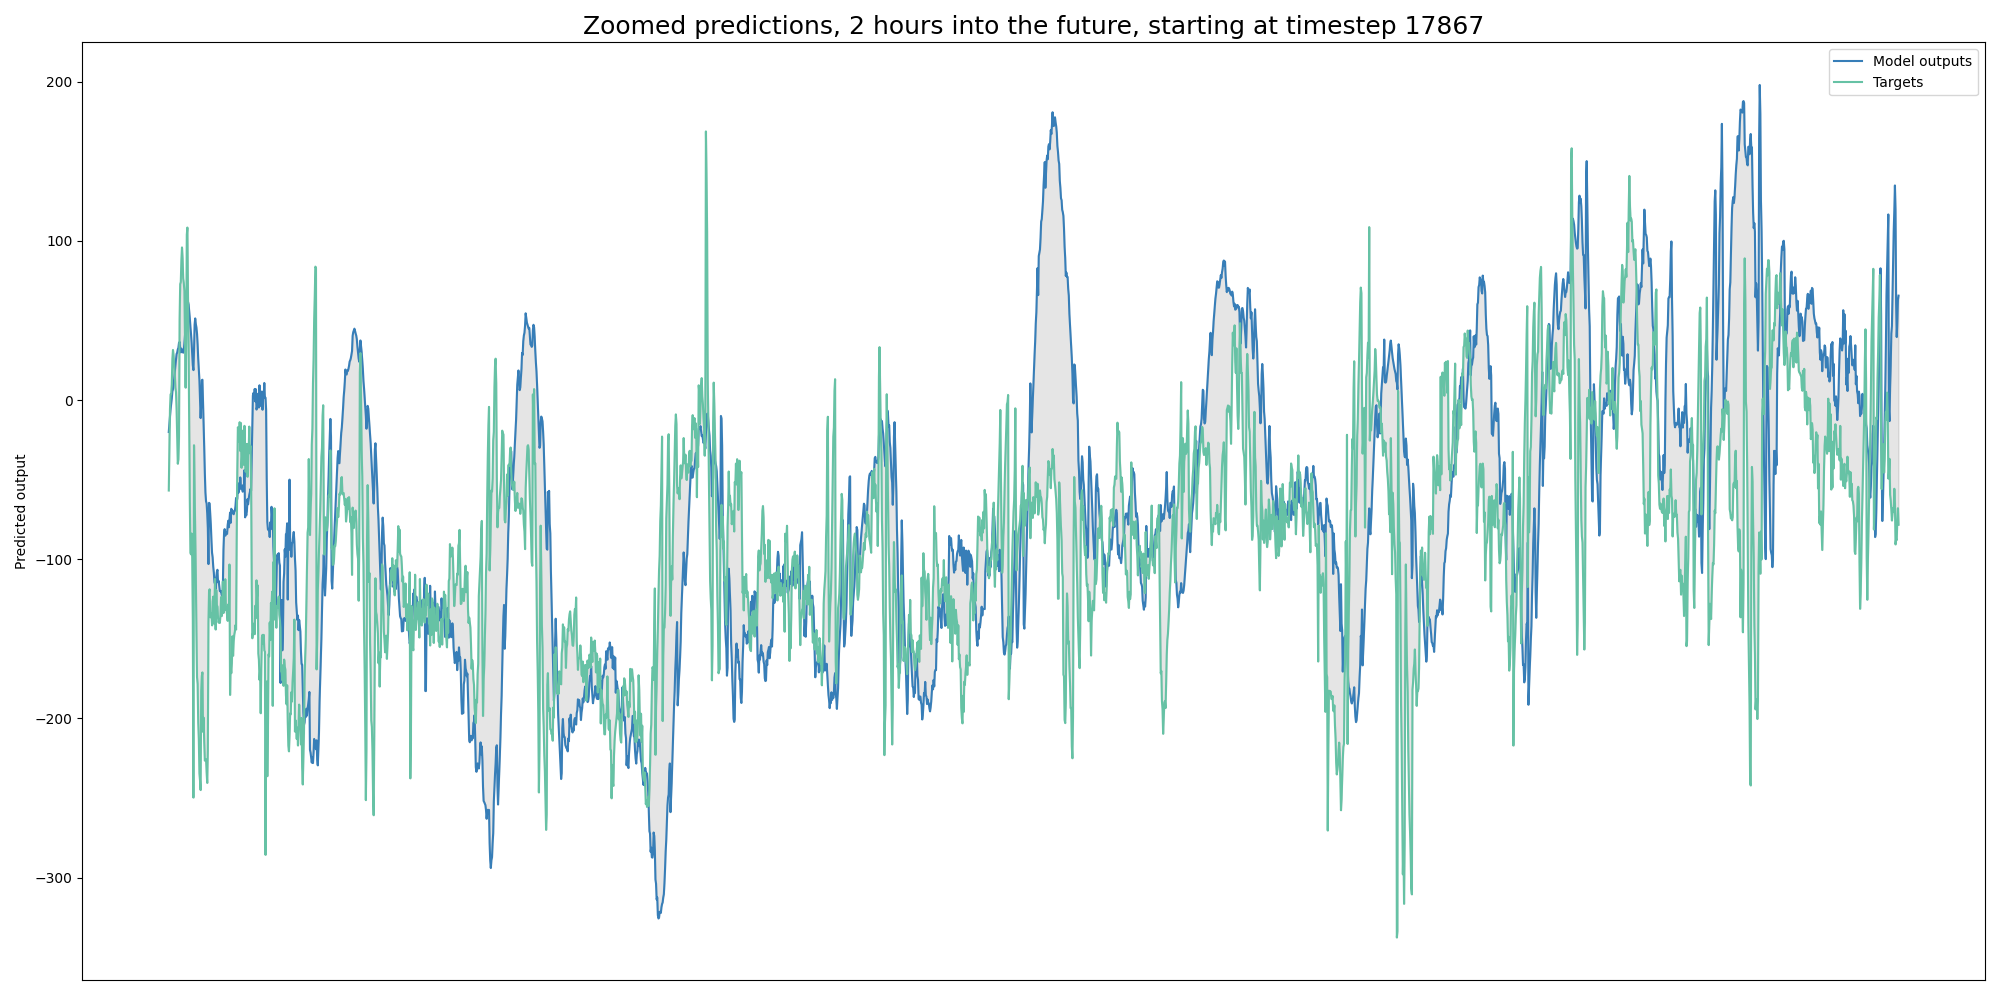 Zoomed predictions, 2 hours into the future, starting at timestep 17867
Model outputs
Targets
200
100
0
−100
−200
−300
Predicted output